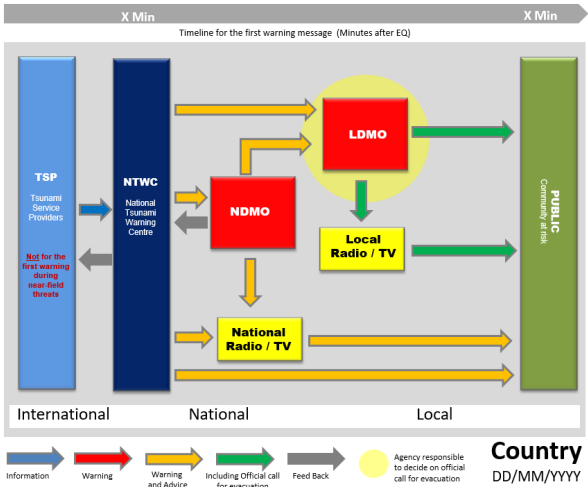 X Min
X Min
Timeline for the first warning message (Minutes after EQ)
TSP
Tsunami
Service
Providers
Not for the
first warning
during
near-field
threats
NTWC
National
Tsunami
Warning
Centre
NDMO
LDMO
Local
Radio / TV
National
Radio / TV
PUBLIC
Community at risk
International
National
Local
Information
Warning
Warning
and Advice
Including Official call
for evacuation
Feed Back
Agency responsible
to decide on official
call for evacuation
Country
DD/MM/YYYY